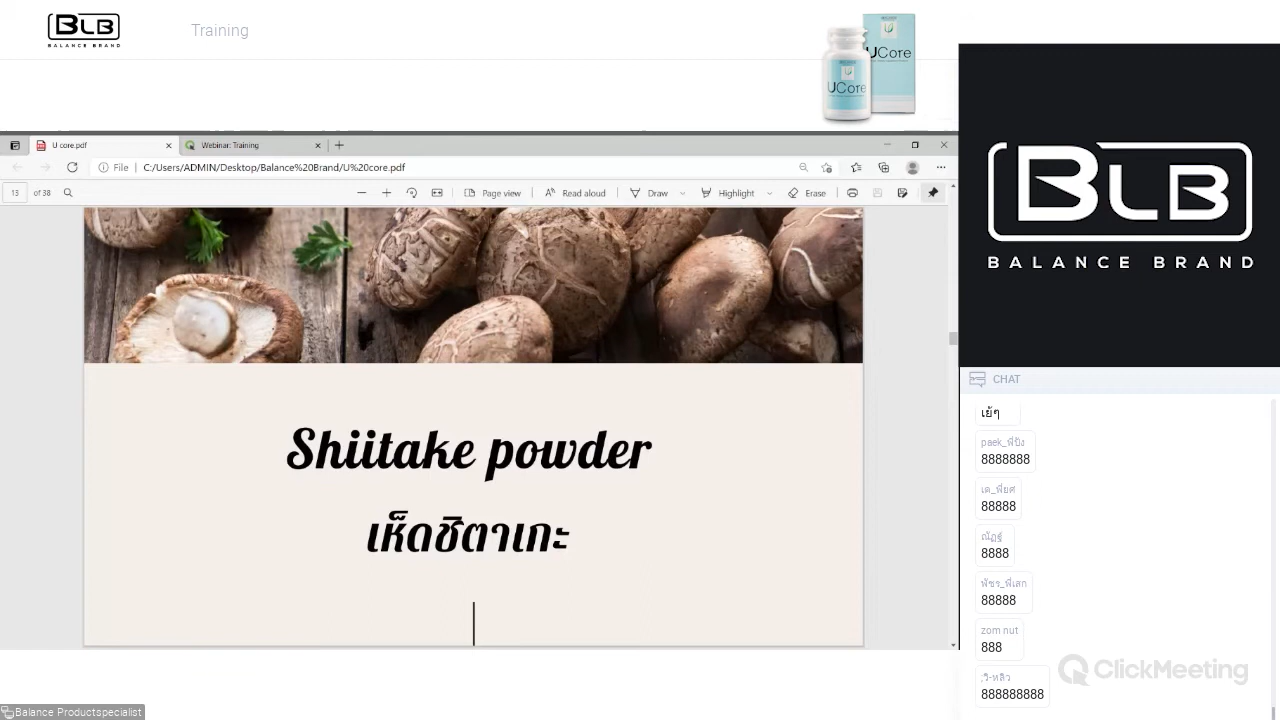 BLB
BALANCE BRAND
Training
UCore
UCore
U core.pdf
Webinar: Training
File
C:/Users/ADMIN/Desktop/Balance%20Brand/U%20core.pdf
13 of 38
Page view
Read aloud
Draw
Highlight
Erase
Shiitake powder
เห็ดชิตาเกะ
BLB
BALANCE BRAND
CHAT
เย้ๆ
paek_พี่ปัง
8888888
เด_พี่ยศ
88888
ณัฏฐ์
8888
พัชร_พี่เสก
88888
zom nut
888
,วิ-หลิว
888888888
ClickMeeting
Balance Productspecialist